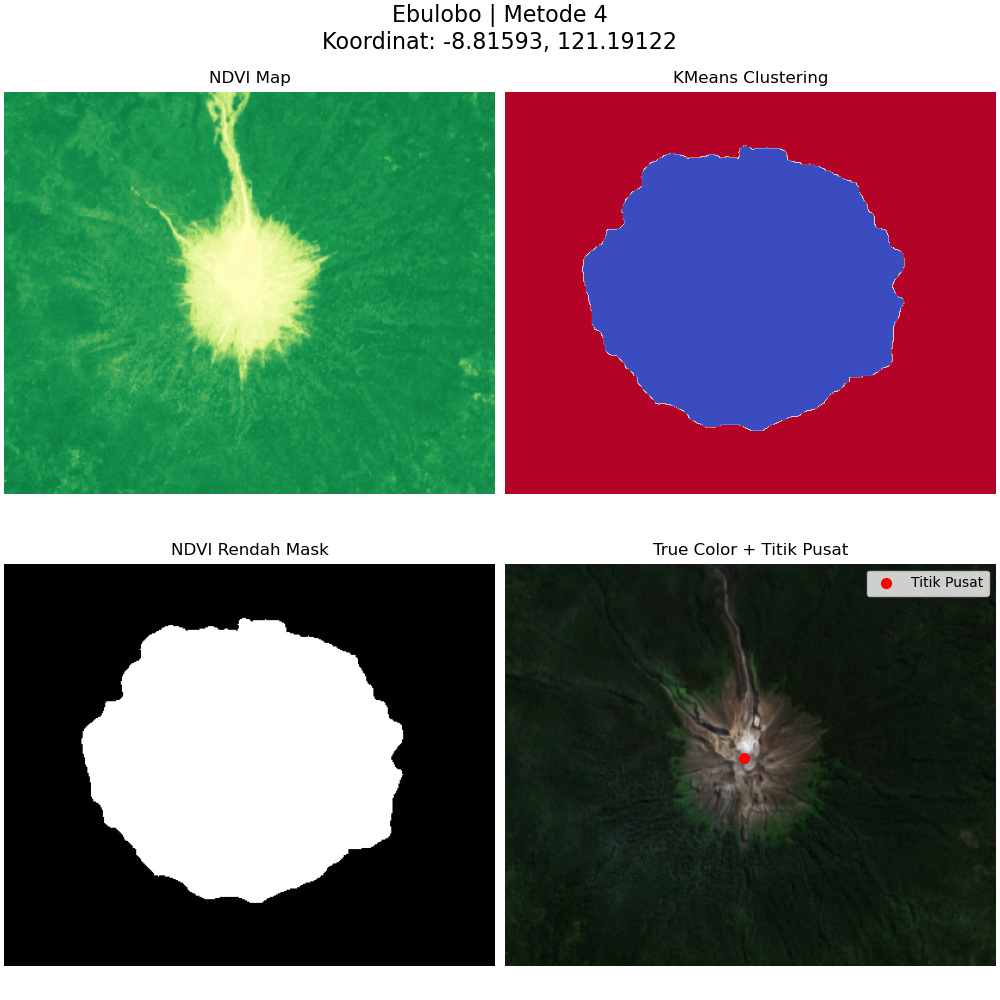 Ebulobo | Metode 4
Koordinat: -8.81593, 121.19122
NDVI Map
KMeans Clustering
NDVI Rendah Mask
True Color + Titik Pusat
Titik Pusat